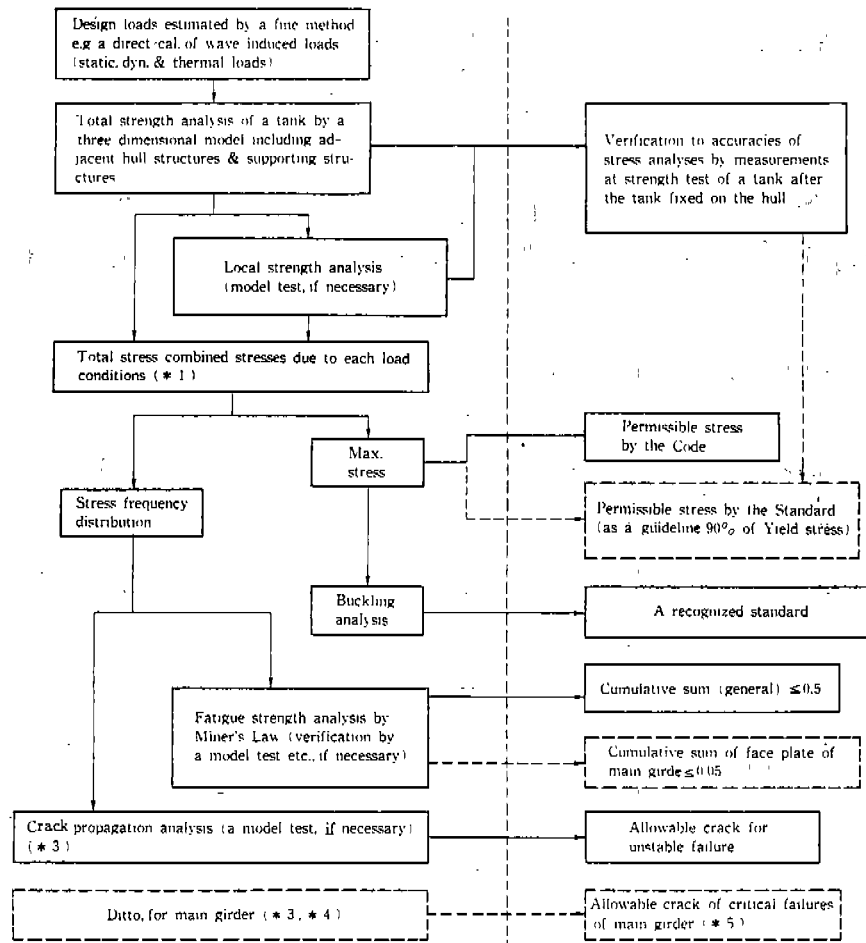 Design loads estimated by a fine method
e.g a direct cal. of wave induced loads
(static. dyn. & thermal loads)
Total strength analysis of a tank by a
three dimensional model including ad-
jacent hull structures & supporting stru-
ctures
Verification to accuracies of
stress analyses by measurements
at strength test of a tank after
the tank fixed on the hull
Local strength analysis
(model test, if necessary)
Total stress combined stresses due to each load
conditions (* 1)
Permissible stress
by the Code
Max.
stress
Stress frequency
distribution
Permissible stress by the Standard
(as a guideline 90% of Yield stress)
Buckling
analysis
A recognized standard
Cumulative sum (general) ≤0.5
Fatigue strength analysis by
Miner's Law (verification by
a model test etc., if necessary)
Cumulative sum of face plate of
main girde ≤0.05
Crack propagation analysis (a model test, if necessary)
(* 3)
Allowable crack for
unstable failure
Ditto, for main girder (* 3, * 4)
Allowable crack of critical failures
of main girder (* 5)